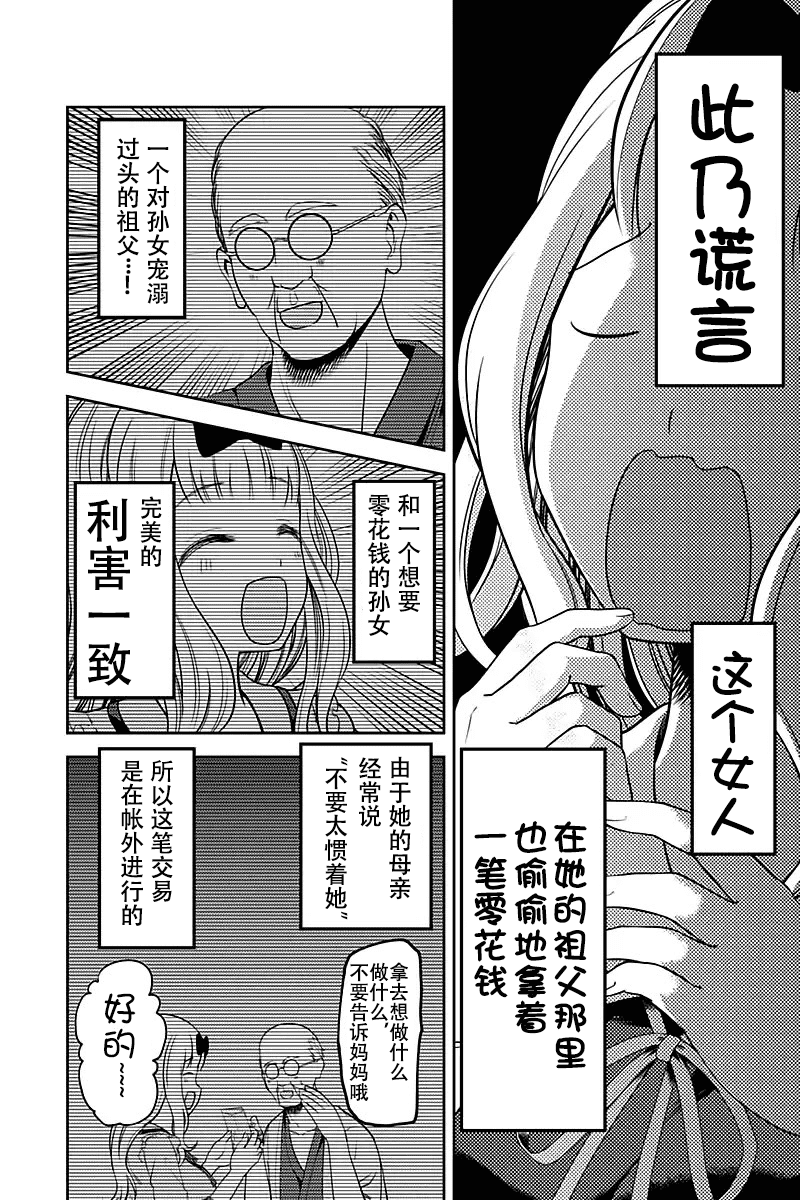 此乃谎言
这个女人
在她的祖父那里
也偷偷地拿着
一笔零花钱
一个对孙女宠溺
过头的祖父…!
和一个想要
零花钱的孙女
完美的
利害一致
由于她的母亲
经常说
“不要太惯着她”
所以这笔交易
是在帐外进行的
拿去想做什么
做什么,
不要告诉妈妈哦
好的~~~